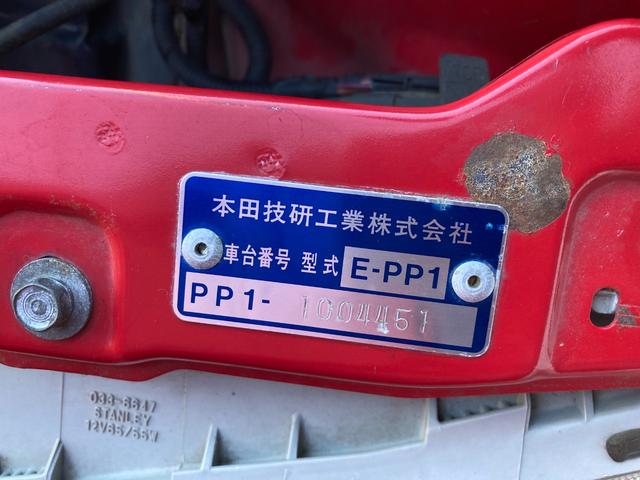 本田技研工業株式会社
車台番号 型式 E-PP1
PP1- 1004451
033-6647
STANLEY
12V65/55W